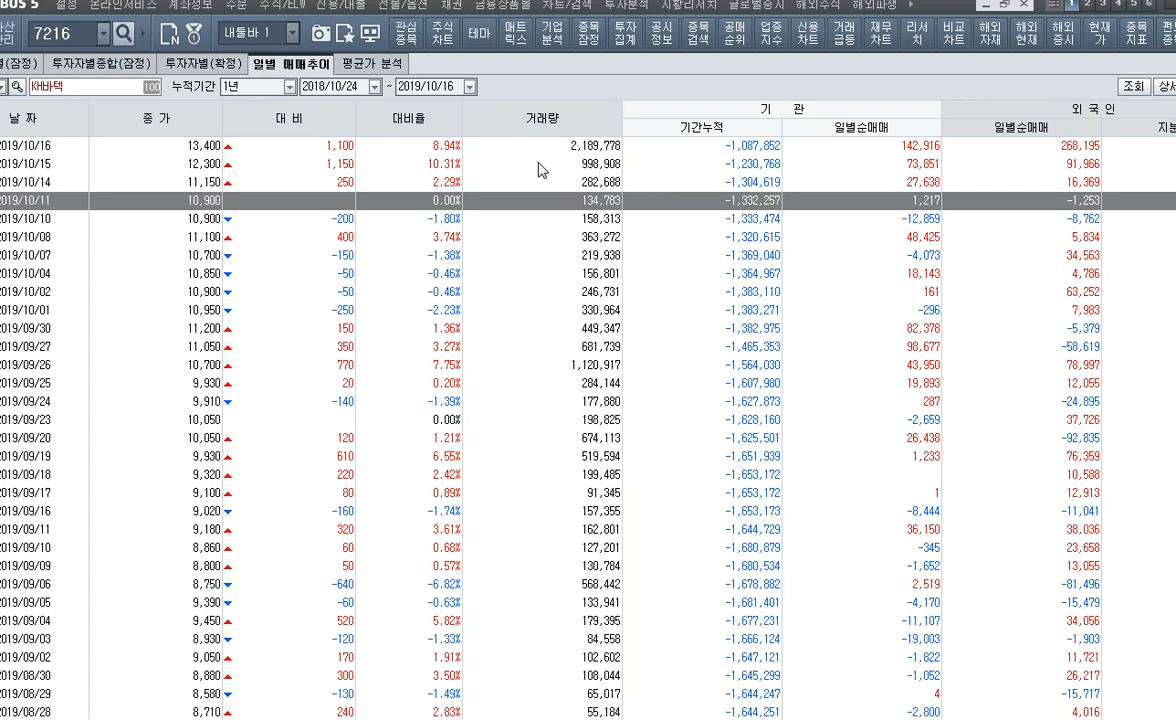 BOS 5 설정 온라인서비스 계좌정보 주문 주식/ELW 신용/대출 선물/옵션 채권 금융상품몰 차트/검색 투자분석 시황리서치 글로벌증시 해외주식 해외파생 1 2 3 4 5 6
7216 내툴바 1 관심종목 주식차트 테마 매트릭스 기업분석 종목잠정 투자집계 공시정보 종목검색 신용차트 공매순위 업종지수 거래급등 재무차트 리서치 비교차트 해외자재 해외현재 해외증시 현재가 종목지표
별(잠정) 투자자별종합(잠정) 투자자별(확정) 일별 매매추이 평균가 분석
KH바텍 100 누적기간 1년 2018/10/24 ~ 2019/10/16 조회 상세
날 짜 종 가 대 비 대비율 거래량 기 관 외 국 인
기간누적 일별순매매 일별순매매 지분
2019/10/16 13,400 ▲ 1,100 8.94% 2,189,778 -1,087,852 142,916 268,195
2019/10/15 12,300 ▲ 1,150 10.31% 998,908 -1,230,768 73,851 91,966
2019/10/14 11,150 ▲ 250 2.29% 282,688 -1,304,619 27,638 16,369
2019/10/11 10,900 0.00% 134,783 -1,332,257 1,217 -1,253
2019/10/10 10,900 ▼ -200 -1.80% 158,313 -1,333,474 -12,859 -8,762
2019/10/08 11,100 ▲ 400 3.74% 363,272 -1,320,615 48,425 5,834
2019/10/07 10,700 ▼ -150 -1.38% 219,938 -1,369,040 -4,073 34,563
2019/10/04 10,850 ▼ -50 -0.46% 156,801 -1,364,967 18,143 4,786
2019/10/02 10,900 ▼ -50 -0.46% 246,731 -1,383,110 161 63,252
2019/10/01 10,950 ▼ -250 -2.23% 330,964 -1,383,271 -296 7,983
2019/09/30 11,200 ▲ 150 1.36% 449,347 -1,382,975 82,378 -5,379
2019/09/27 11,050 ▲ 350 3.27% 681,739 -1,465,353 98,677 -58,619
2019/09/26 10,700 ▲ 770 7.75% 1,120,917 -1,564,030 43,950 78,997
2019/09/25 9,930 ▲ 20 0.20% 284,144 -1,607,980 19,893 12,055
2019/09/24 9,910 ▼ -140 -1.39% 177,880 -1,627,873 287 -24,895
2019/09/23 10,050 0.00% 198,825 -1,628,160 -2,659 37,726
2019/09/20 10,050 ▲ 120 1.21% 674,113 -1,625,501 26,438 -92,835
2019/09/19 9,930 ▲ 610 6.55% 519,594 -1,651,939 1,233 76,359
2019/09/18 9,320 ▲ 220 2.42% 199,485 -1,653,172 10,588
2019/09/17 9,100 ▲ 80 0.89% 91,345 -1,653,172 1 12,913
2019/09/16 9,020 ▼ -160 -1.74% 157,355 -1,653,173 -8,444 -11,041
2019/09/11 9,180 ▲ 320 3.61% 162,801 -1,644,729 36,150 38,036
2019/09/10 8,860 ▲ 60 0.68% 127,201 -1,680,879 -345 23,658
2019/09/09 8,800 ▲ 50 0.57% 130,784 -1,680,534 -1,652 13,055
2019/09/06 8,750 ▼ -640 -6.82% 568,442 -1,678,882 2,519 -81,496
2019/09/05 9,390 ▼ -60 -0.63% 133,941 -1,681,401 -4,170 -15,479
2019/09/04 9,450 ▲ 520 5.82% 179,395 -1,677,231 -11,107 34,056
2019/09/03 8,930 ▼ -120 -1.33% 84,558 -1,666,124 -19,003 -1,903
2019/09/02 9,050 ▲ 170 1.91% 102,602 -1,647,121 -1,822 11,721
2019/08/30 8,880 ▲ 300 3.50% 108,044 -1,645,299 -1,052 26,217
2019/08/29 8,580 ▼ -130 -1.49% 65,017 -1,644,247 4 -15,717
2019/08/28 8,710 ▲ 240 2.83% 55,184 -1,644,251 -2,800 4,016